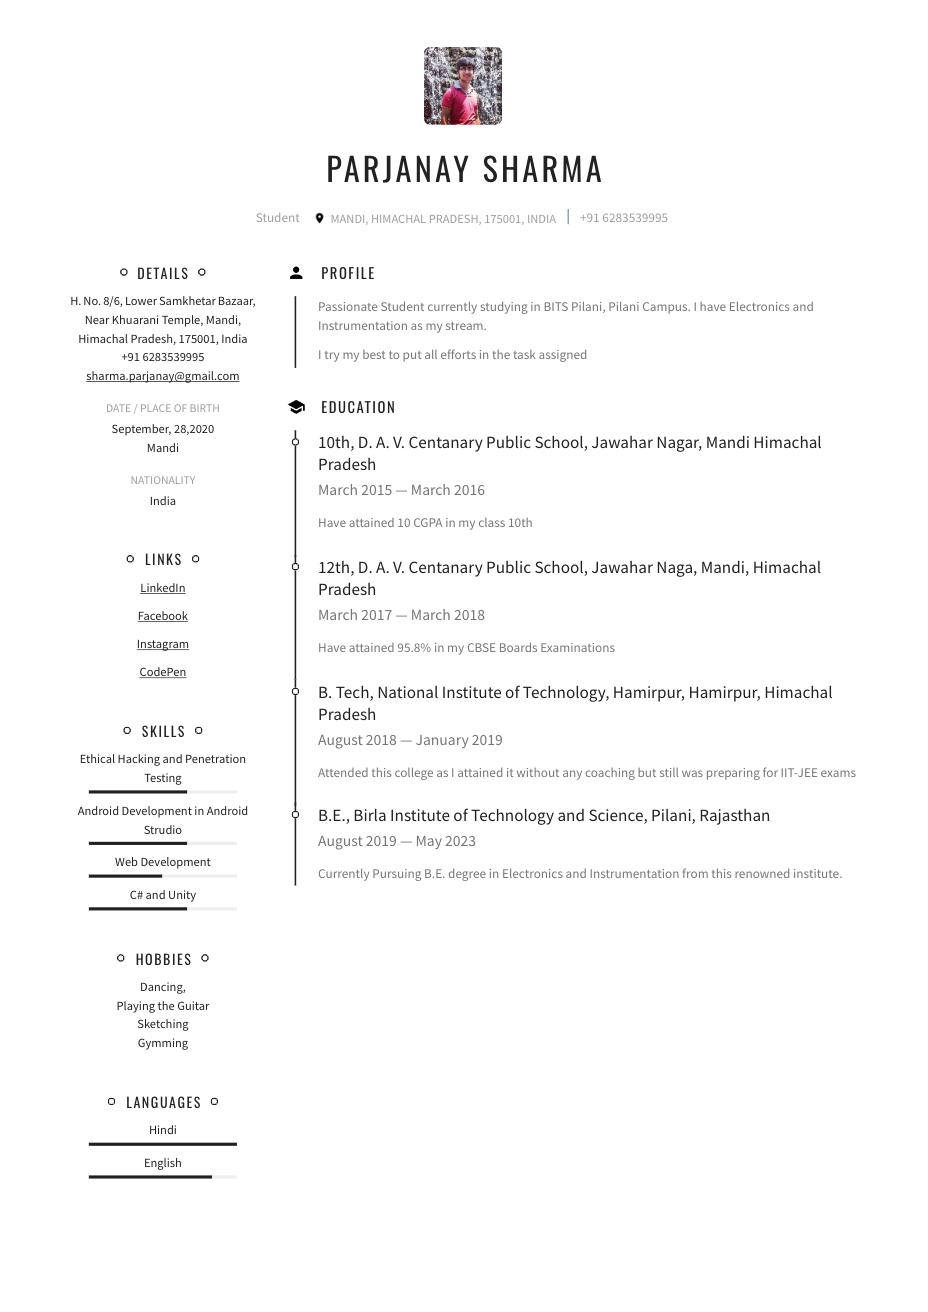 PARJANAY SHARMA
Student MANDI, HIMACHAL PRADESH, 175001, INDIA +91 6283539995
DETAILS
H. No. 8/6, Lower Samkhetar Bazaar,
Near Khuarani Temple, Mandi,
Himachal Pradesh, 175001, India
+91 6283539995
sharma.parjanay@gmail.com
DATE / PLACE OF BIRTH
September, 28,2020
Mandi
NATIONALITY
India
LINKS
LinkedIn
Facebook
Instagram
CodePen
SKILLS
Ethical Hacking and Penetration
Testing
Android Development in Android
Strudio
Web Development
C# and Unity
HOBBIES
Dancing,
Playing the Guitar
Sketching
Gymming
LANGUAGES
Hindi
English
PROFILE
Passionate Student currently studying in BITS Pilani, Pilani Campus. I have Electronics and
Instrumentation as my stream.
I try my best to put all efforts in the task assigned
EDUCATION
10th, D. A. V. Centanary Public School, Jawahar Nagar, Mandi Himachal
Pradesh
March 2015 — March 2016
Have attained 10 CGPA in my class 10th
12th, D. A. V. Centanary Public School, Jawahar Naga, Mandi, Himachal
Pradesh
March 2017 — March 2018
Have attained 95.8% in my CBSE Boards Examinations
B. Tech, National Institute of Technology, Hamirpur, Hamirpur, Himachal
Pradesh
August 2018 — January 2019
Attended this college as I attained it without any coaching but still was preparing for IIT-JEE exams
B.E., Birla Institute of Technology and Science, Pilani, Rajasthan
August 2019 — May 2023
Currently Pursuing B.E. degree in Electronics and Instrumentation from this renowned institute.